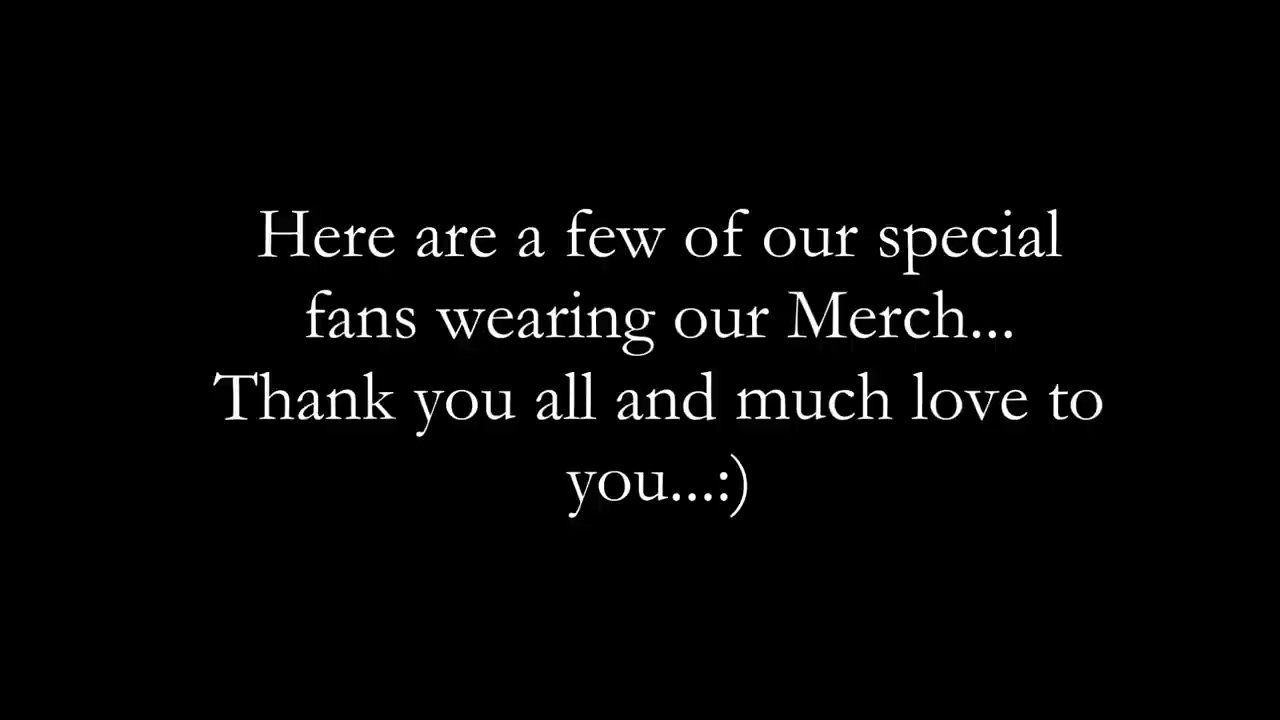 Here are a few of our special
fans wearing our Merch...
Thank you all and much love to
you...:)